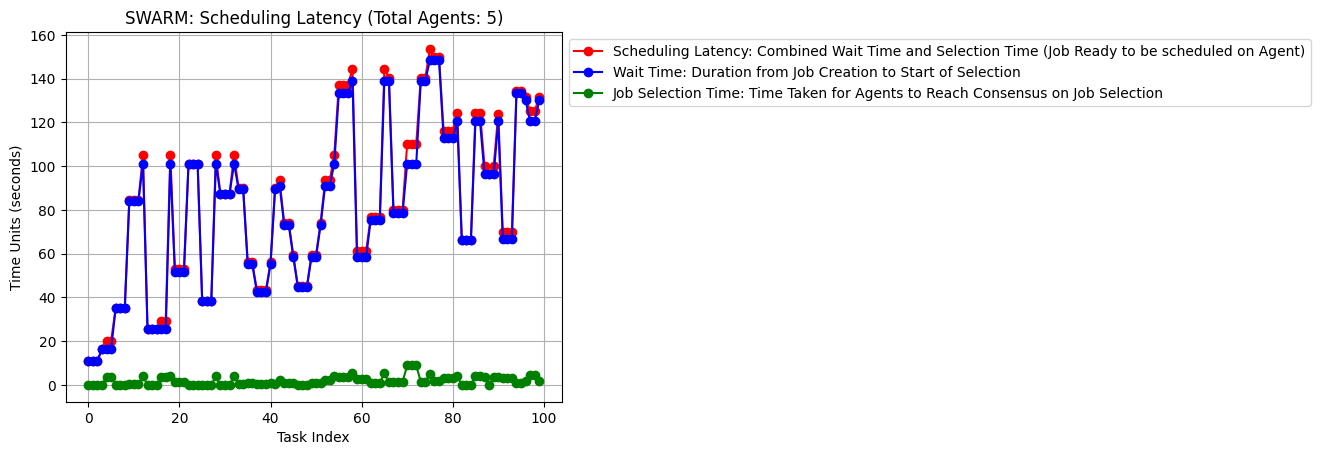 SWARM: Scheduling Latency (Total Agents: 5)
Scheduling Latency: Combined Wait Time and Selection Time (Job Ready to be scheduled on Agent)
Wait Time: Duration from Job Creation to Start of Selection
Job Selection Time: Time Taken for Agents to Reach Consensus on Job Selection
Time Units (seconds)
160
140
120
100
80
60
40
20
0
0 20 40 60 80 100
Task Index